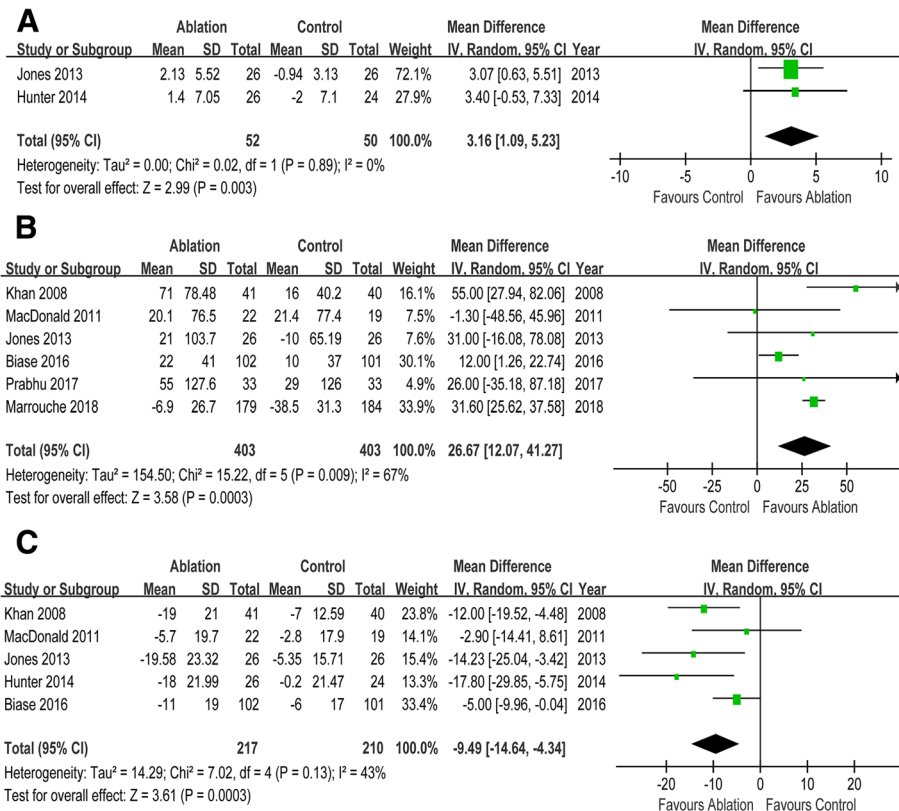 A
Ablation Control Mean Difference Mean Difference
Study or Subgroup Mean SD Total Mean SD Total Weight IV, Random, 95% CI Year IV, Random, 95% CI
Jones 2013 2.13 5.52 26 -0.94 3.13 26 72.1% 3.07 [0.63, 5.51] 2013
Hunter 2014 1.4 7.05 26 -2 7.1 24 27.9% 3.40 [-0.53, 7.33] 2014
Total (95% CI) 52 50 100.0% 3.16 [1.09, 5.23]
Heterogeneity: Tau² = 0.00; Chi² = 0.02, df = 1 (P = 0.89); I² = 0%
Test for overall effect: Z = 2.99 (P = 0.003)
-10 -5 0 5 10
Favours Control Favours Ablation
B
Ablation Control Mean Difference Mean Difference
Study or Subgroup Mean SD Total Mean SD Total Weight IV, Random, 95% CI Year IV, Random, 95% CI
Khan 2008 71 78.48 41 16 40.2 40 16.1% 55.00 [27.94, 82.06] 2008
MacDonald 2011 20.1 76.5 22 21.4 77.4 19 7.5% -1.30 [-48.56, 45.96] 2011
Jones 2013 21 103.7 26 -10 65.19 26 7.6% 31.00 [-16.08, 78.08] 2013
Biase 2016 22 41 102 10 37 101 30.1% 12.00 [1.26, 22.74] 2016
Prabhu 2017 55 127.6 33 29 126 33 4.9% 26.00 [-35.18, 87.18] 2017
Marrouche 2018 -6.9 26.7 179 -38.5 31.3 184 33.9% 31.60 [25.62, 37.58] 2018
Total (95% CI) 403 403 100.0% 26.67 [12.07, 41.27]
Heterogeneity: Tau² = 154.50; Chi² = 15.22, df = 5 (P = 0.009); I² = 67%
Test for overall effect: Z = 3.58 (P = 0.0003)
-50 -25 0 25 50
Favours Control Favours Ablation
C
Ablation Control Mean Difference Mean Difference
Study or Subgroup Mean SD Total Mean SD Total Weight IV, Random, 95% CI Year IV, Random, 95% CI
Khan 2008 -19 21 41 -7 12.59 40 23.8% -12.00 [-19.52, -4.48] 2008
MacDonald 2011 -5.7 19.7 22 -2.8 17.9 19 14.1% -2.90 [-14.41, 8.61] 2011
Jones 2013 -19.58 23.32 26 -5.35 15.71 26 15.4% -14.23 [-25.04, -3.42] 2013
Hunter 2014 -18 21.99 26 -0.2 21.47 24 13.3% -17.80 [-29.85, -5.75] 2014
Biase 2016 -11 19 102 -6 17 101 33.4% -5.00 [-9.96, -0.04] 2016
Total (95% CI) 217 210 100.0% -9.49 [-14.64, -4.34]
Heterogeneity: Tau² = 14.29; Chi² = 7.02, df = 4 (P = 0.13); I² = 43%
Test for overall effect: Z = 3.61 (P = 0.0003)
-20 -10 0 10 20
Favours Ablation Favours Control